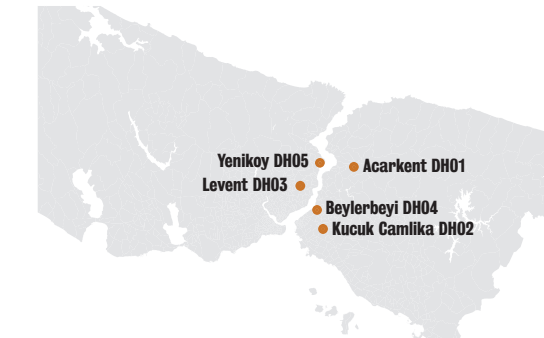 Yenikoy DH05
Acarkent DH01
Levent DH03
Beylerbeyi DH04
Kucuk Camlika DH02